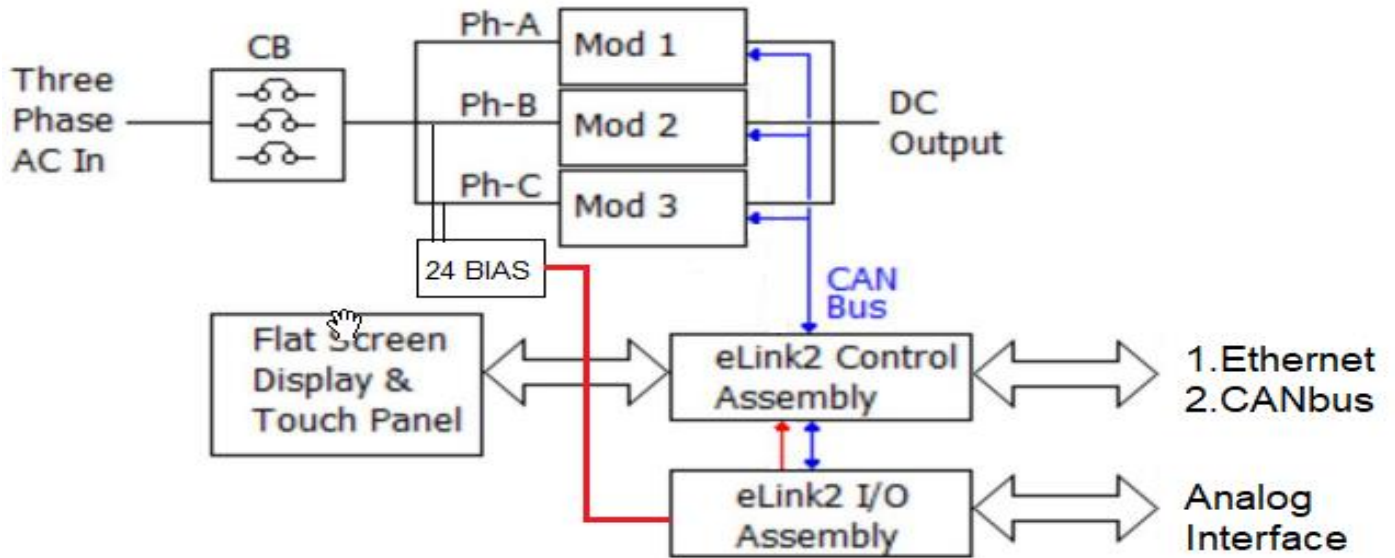 Three
Phase
AC In
CB
Ph-A
Ph-B
Ph-C
Mod 1
Mod 2
Mod 3
DC
Output
24 BIAS
CAN
Bus
Flat Screen
Display &
Touch Panel
eLink2 Control
Assembly
1.Ethernet
2.CANbus
eLink2 I/O
Assembly
Analog
Interface